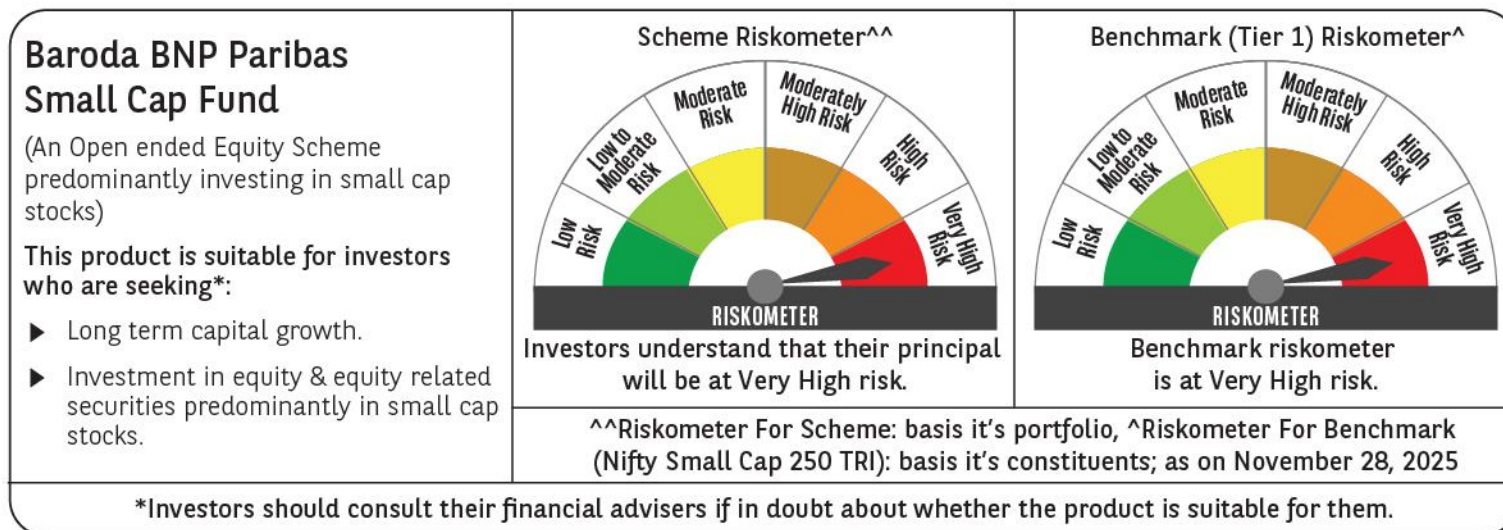 Baroda BNP Paribas
Small Cap Fund
(An Open ended Equity Scheme
predominantly investing in small cap
stocks)
This product is suitable for investors
who are seeking*:
▶ Long term capital growth.
▶ Investment in equity & equity related
securities predominantly in small cap
stocks.
Scheme Riskometer^^
Low
Risk
Low to
Moderate
Risk
Moderate
Risk
Moderately
High Risk
High
Risk
Very High
Risk
RISKOMETER
Investors understand that their principal
will be at Very High risk.
Benchmark (Tier 1) Riskometer^
Low
Risk
Low to
Moderate
Risk
Moderate
Risk
Moderately
High Risk
High
Risk
Very High
Risk
RISKOMETER
Benchmark riskometer
is at Very High risk.
^^Riskometer For Scheme: basis it's portfolio, ^Riskometer For Benchmark
(Nifty Small Cap 250 TRI): basis it's constituents; as on November 28, 2025
*Investors should consult their financial advisers if in doubt about whether the product is suitable for them.